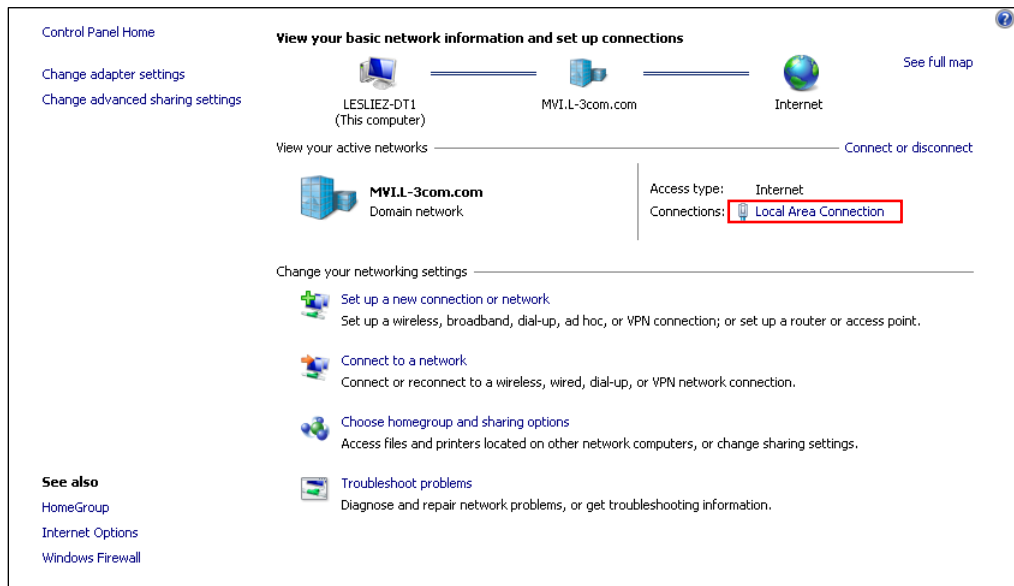 Control Panel Home
Change adapter settings
Change advanced sharing settings
View your basic network information and set up connections
See full map
LESLIEZ-DT1
(This computer)
MVI.L-3com.com
Internet
View your active networks
Connect or disconnect
MVI.L-3com.com
Domain network
Access type: Internet
Connections: Local Area Connection
Change your networking settings
Set up a new connection or network
Set up a wireless, broadband, dial-up, ad hoc, or VPN connection; or set up a router or access point.
Connect to a network
Connect or reconnect to a wireless, wired, dial-up, or VPN network connection.
Choose homegroup and sharing options
Access files and printers located on other network computers, or change sharing settings.
Troubleshoot problems
Diagnose and repair network problems, or get troubleshooting information.
See also
HomeGroup
Internet Options
Windows Firewall